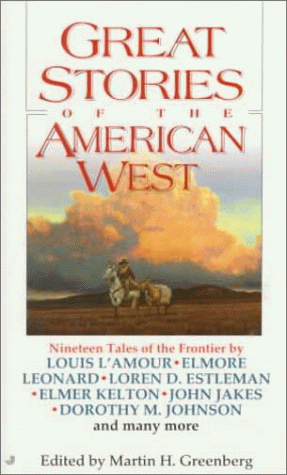 GREAT
STORIES
OF THE
AMERICAN
WEST
Nineteen Tales of the Frontier by
LOUIS L'AMOUR • ELMORE
LEONARD • LOREN D. ESTLEMAN
• ELMER KELTON • JOHN JAKES
• DOROTHY M. JOHNSON
and many more
J
Edited by Martin H. Greenberg